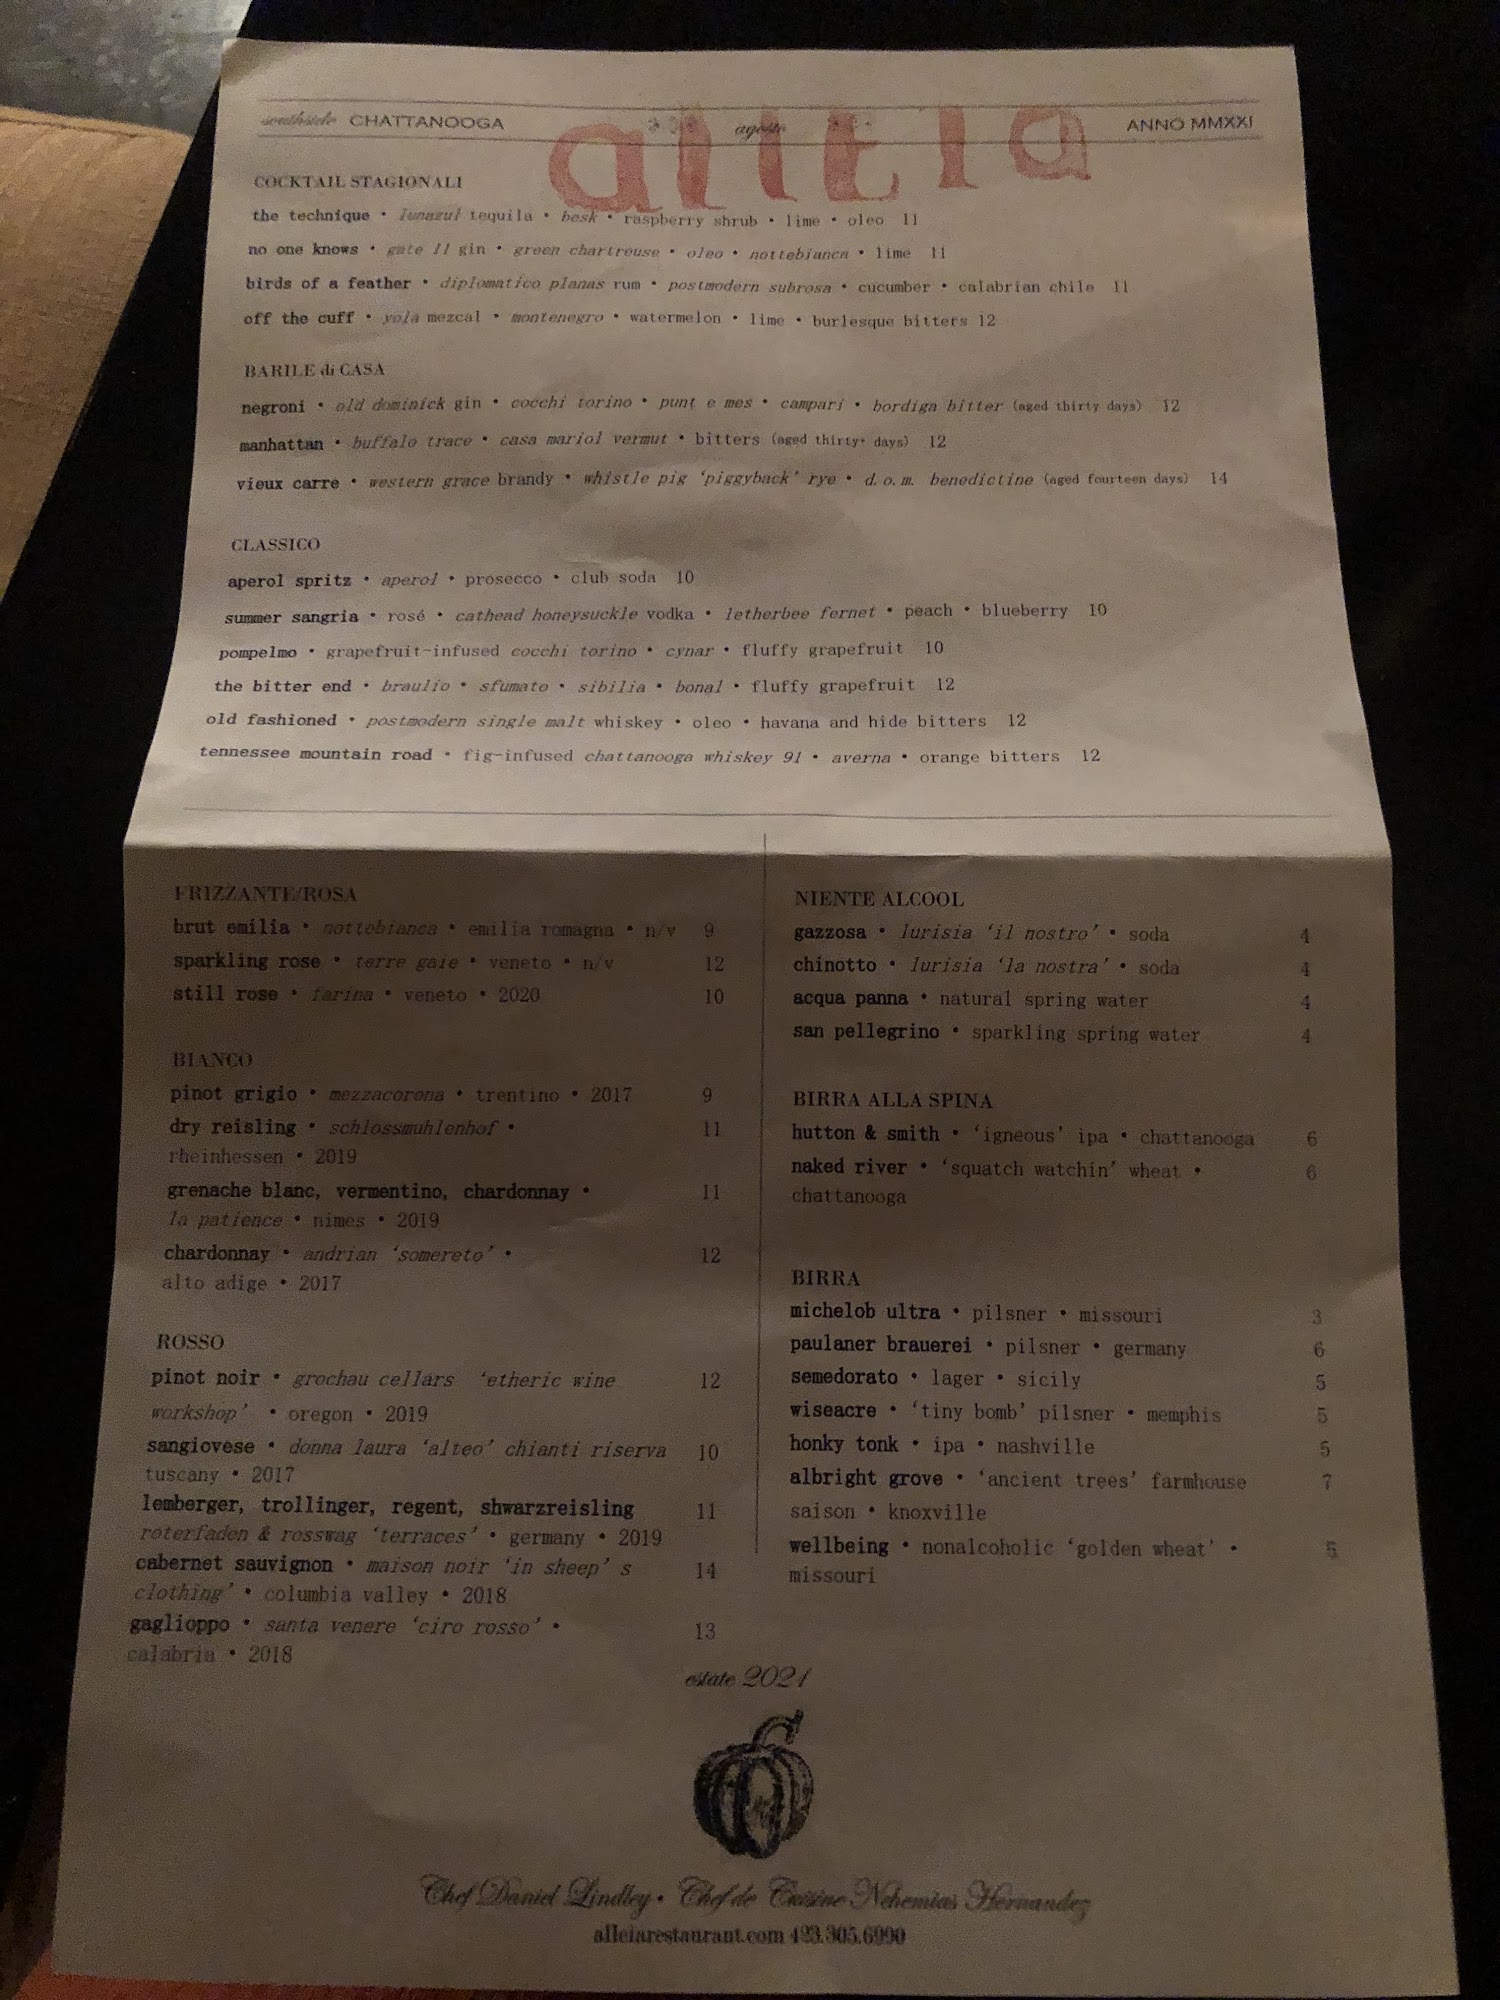 southside CHATTANOOGA
agosto
ANNO MMXXI
alleia
COCKTAIL STAGIONALI
the technique • lunazul tequila • besk • raspberry shrub • lime • oleo 11
no one knows • gate 11 gin • green chartreuse • oleo • nottebianca • lime 11
birds of a feather • diplomatico planas rum • postmodern subrosa • cucumber • calabrian chile 11
off the cuff • yola mezcal • montenegro • watermelon • lime • burlesque bitters 12
BARILE di CASA
negroni • old dominick gin • cocchi torino • punt e mes • campari • bordiga bitter (aged thirty days) 12
manhattan • buffalo trace • casa mariol vermut • bitters (aged thirty+ days) 12
vieux carre • western grace brandy • whistle pig ‘piggyback’ rye • d.o.m. benedictine (aged fourteen days) 14
CLASSICO
aperol spritz • aperol • prosecco • club soda 10
summer sangria • rosé • cathead honeysuckle vodka • letherbee fernet • peach • blueberry 10
pompelmo • grapefruit-infused cocchi torino • cynar • fluffy grapefruit 10
the bitter end • braulio • sfumato • sibilia • bonal • fluffy grapefruit 12
old fashioned • postmodern single malt whiskey • oleo • havana and hide bitters 12
tennessee mountain road • fig-infused chattanooga whiskey 91 • averna • orange bitters 12
FRIZZANTE/ROSA
brut emilia • nottebianca • emilia romagna • n/v 9
sparkling rose • terre gaie • veneto • n/v 12
still rose • farina • veneto • 2020 10
BIANCO
pinot grigio • mezzacorona • trentino • 2017 9
dry reisling • schlossmuhlenhof • 11
rheinhessen • 2019
grenache blanc, vermentino, chardonnay • 11
la patience • nimes • 2019
chardonnay • andrian ‘somereto’ • 12
alto adige • 2017
ROSSO
pinot noir • grochau cellars ‘etheric wine 12
workshop’ • oregon • 2019
sangiovese • donna laura ‘alteo’ chianti riserva 10
tuscany • 2017
lemberger, trollinger, regent, shwarzreisling 11
roterfaden & rosswag ‘terraces’ • germany • 2019
cabernet sauvignon • maison noir ‘in sheep’ s 14
clothing’ • columbia valley • 2018
gaglioppo • santa venere ‘ciro rosso’ • 13
calabria • 2018
NIENTE ALCOOL
gazzosa • lurisia ‘il nostro’ • soda 4
chinotto • lurisia ‘la nostra’ • soda 4
acqua panna • natural spring water 4
san pellegrino • sparkling spring water 4
BIRRA ALLA SPINA
hutton & smith • ‘igneous’ ipa • chattanooga 6
naked river • ‘squatch watchin’ wheat • 6
chattanooga
BIRRA
michelob ultra • pilsner • missouri 3
paulaner brauerei • pilsner • germany 6
semedorato • lager • sicily 5
wiseacre • ‘tiny bomb’ pilsner • memphis 5
honky tonk • ipa • nashville 5
albright grove • ‘ancient trees’ farmhouse 7
saison • knoxville
wellbeing • nonalcoholic ‘golden wheat’ • 5
missouri
estate 2021
Chef Daniel Lindley • Chef de Cuisine Nehemias Hernandez
alleiarestaurant.com 423.305.6990